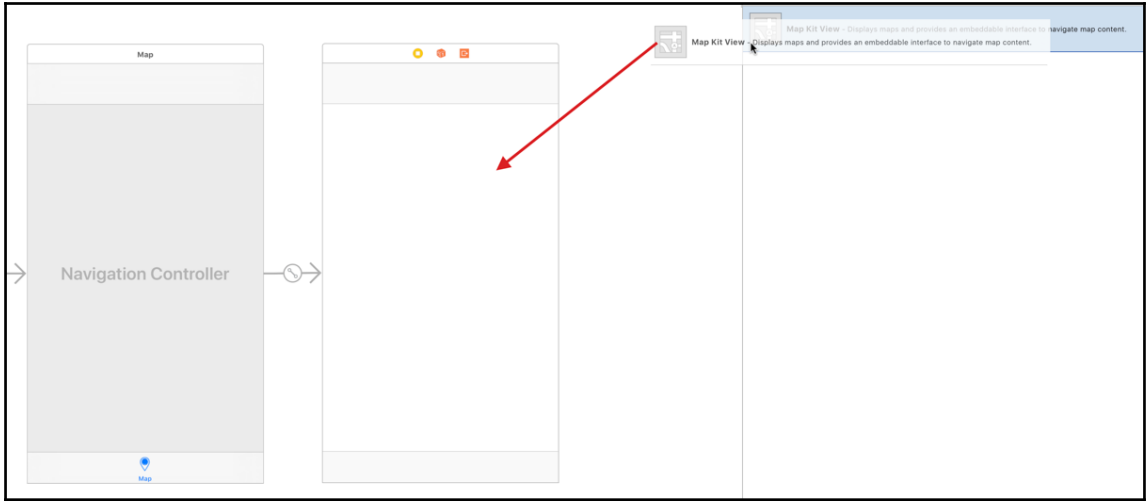 Map Kit View - Displays maps and provides an embeddable interface to navigate map content.
Map Kit View - Displays maps and provides an embeddable interface to navigate map content.
Map
Navigation Controller
Map